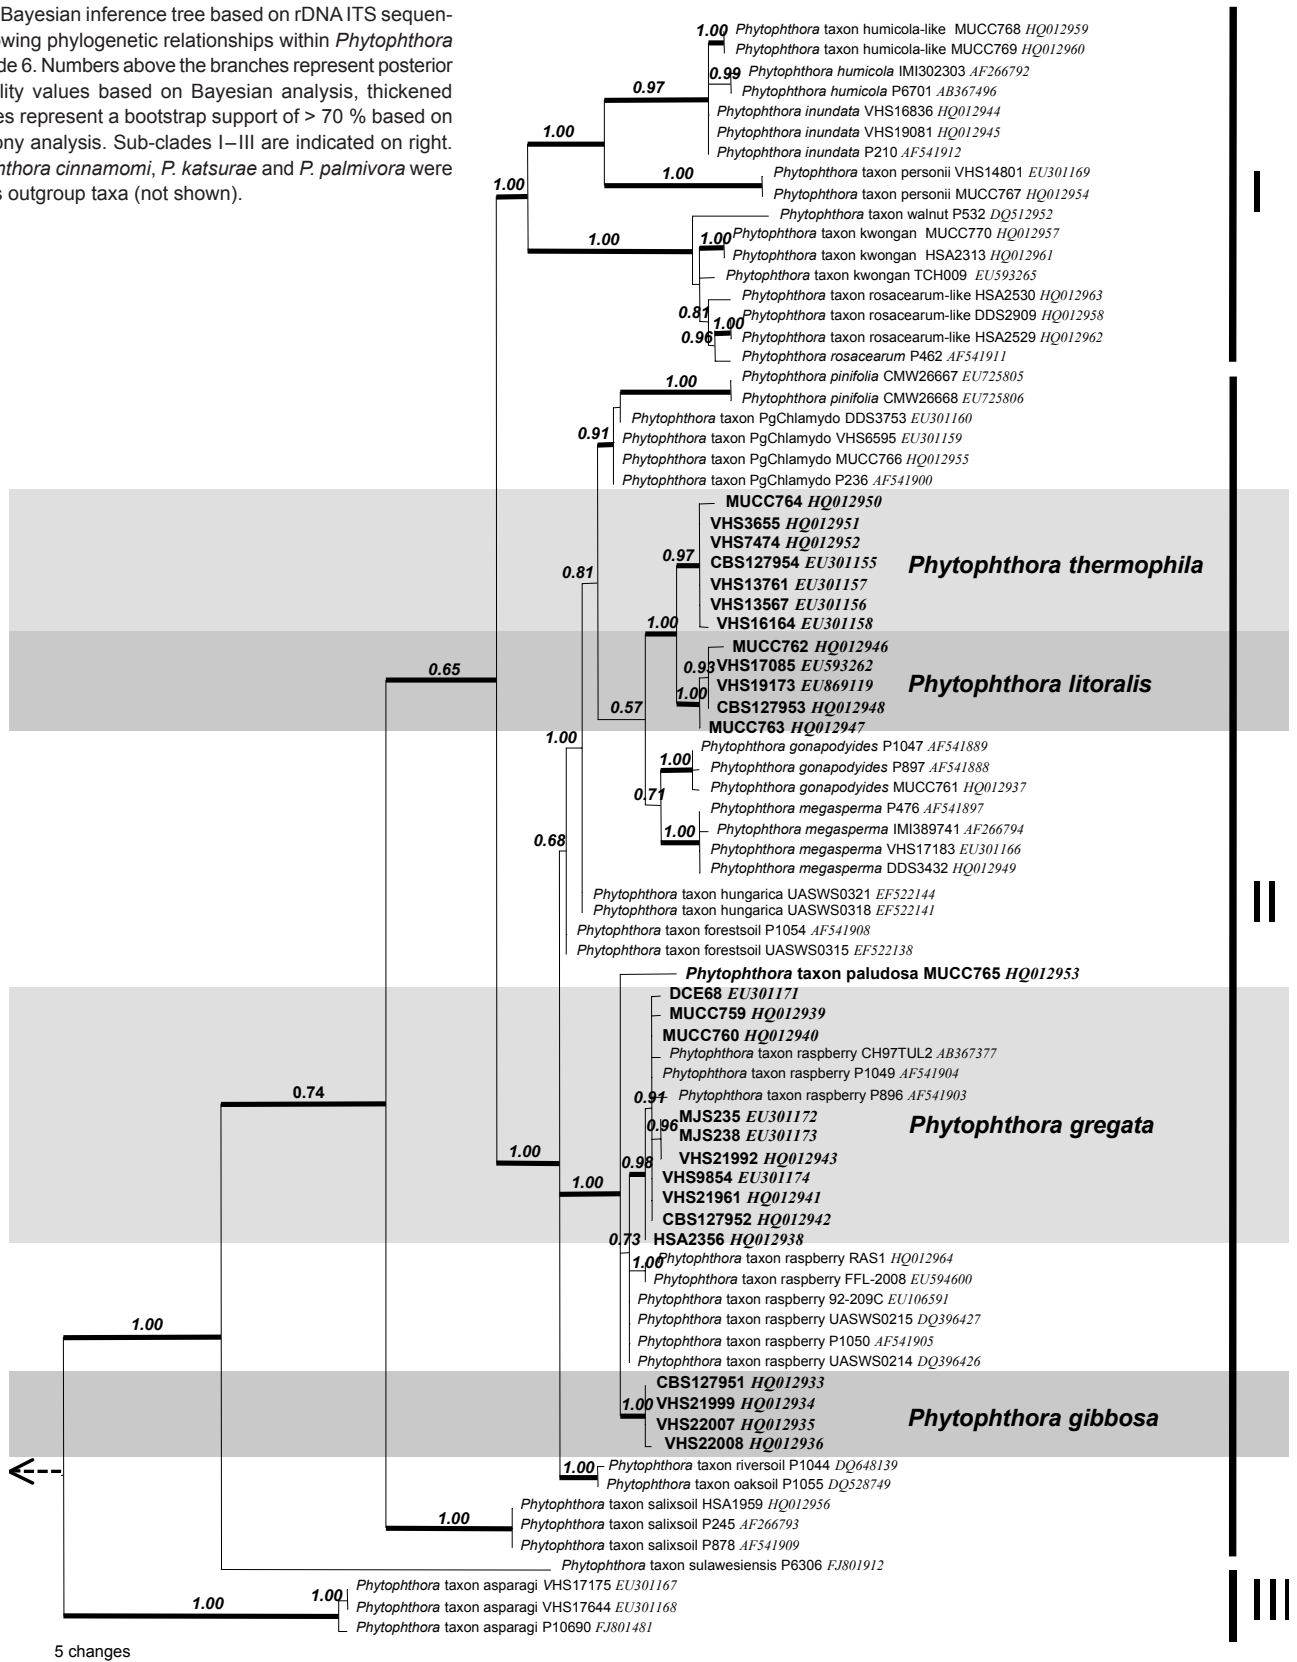 Bayesian inference tree based on rDNA ITS sequen-
owing phylogenetic relationships within Phytophthora
de 6. Numbers above the branches represent posterior
lity values based on Bayesian analysis, thickened
es represent a bootstrap support of > 70 % based on
ony analysis. Sub-clades I–III are indicated on right.
hthora cinnamomi, P. katsurae and P. palmivora were
s outgroup taxa (not shown).
1.00 Phytophthora taxon humicola-like MUCC768 HQ012959
Phytophthora taxon humicola-like MUCC769 HQ012960
0.99 Phytophthora humicola IMI302303 AF266792
0.97 Phytophthora humicola P6701 AB367496
Phytophthora inundata VHS16836 HQ012944
1.00 Phytophthora inundata VHS19081 HQ012945
Phytophthora inundata P210 AF541912
1.00 Phytophthora taxon personii VHS14801 EU301169
1.00 Phytophthora taxon personii MUCC767 HQ012954
I
Phytophthora taxon walnut P532 DQ512952
1.00 1.00 Phytophthora taxon kwongan MUCC770 HQ012957
Phytophthora taxon kwongan HSA2313 HQ012961
Phytophthora taxon kwongan TCH009 EU593265
Phytophthora taxon rosacearum-like HSA2530 HQ012963
0.81 Phytophthora taxon rosacearum-like DDS2909 HQ012958
0.96 1.00 Phytophthora taxon rosacearum-like HSA2529 HQ012962
Phytophthora rosacearum P462 AF541911
1.00 Phytophthora pinifolia CMW26667 EU725805
Phytophthora pinifolia CMW26668 EU725806
Phytophthora taxon PgChlamydo DDS3753 EU301160
0.91 Phytophthora taxon PgChlamydo VHS6595 EU301159
Phytophthora taxon PgChlamydo MUCC766 HQ012955
Phytophthora taxon PgChlamydo P236 AF541900
MUCC764 HQ012950
VHS3655 HQ012951
VHS7474 HQ012952
0.97 CBS127954 EU301155 Phytophthora thermophila
0.81 VHS13761 EU301157
VHS13567 EU301156
1.00 VHS16164 EU301158
MUCC762 HQ012946
0.65 0.93 VHS17085 EU593262
1.00 VHS19173 EU869119 Phytophthora litoralis
0.57 CBS127953 HQ012948
MUCC763 HQ012947
1.00 Phytophthora gonapodyides P1047 AF541889
1.00 Phytophthora gonapodyides P897 AF541888
0.71 Phytophthora gonapodyides MUCC761 HQ012937
Phytophthora megasperma P476 AF541897
1.00 Phytophthora megasperma IMI389741 AF266794
0.68 Phytophthora megasperma VHS17183 EU301166
Phytophthora megasperma DDS3432 HQ012949
Phytophthora taxon hungarica UASWS0321 EF522144
II
Phytophthora taxon hungarica UASWS0318 EF522141
Phytophthora taxon forestsoil P1054 AF541908
Phytophthora taxon forestsoil UASWS0315 EF522138
Phytophthora taxon paludosa MUCC765 HQ012953
DCE68 EU301171
MUCC759 HQ012939
MUCC760 HQ012940
Phytophthora taxon raspberry CH97TUL2 AB367377
Phytophthora taxon raspberry P1049 AF541904
0.74 0.91 Phytophthora taxon raspberry P896 AF541903
0.96 MJS235 EU301172 Phytophthora gregata
MJS238 EU301173
1.00 0.98 VHS21992 HQ012943
1.00 VHS9854 EU301174
VHS21961 HQ012941
CBS127952 HQ012942
0.73 HSA2356 HQ012938
1.00 Phytophthora taxon raspberry RAS1 HQ012964
Phytophthora taxon raspberry FFL-2008 EU594600
Phytophthora taxon raspberry 92-209C EU106591
1.00 Phytophthora taxon raspberry UASWS0215 DQ396427
Phytophthora taxon raspberry P1050 AF541905
Phytophthora taxon raspberry UASWS0214 DQ396426
CBS127951 HQ012933
1.00 VHS21999 HQ012934
VHS22007 HQ012935 Phytophthora gibbosa
VHS22008 HQ012936
1.00 Phytophthora taxon riversoil P1044 DQ648139
Phytophthora taxon oaksoil P1055 DQ528749
Phytophthora taxon salixsoil HSA1959 HQ012956
1.00 Phytophthora taxon salixsoil P245 AF266793
Phytophthora taxon salixsoil P878 AF541909
Phytophthora taxon sulawesiensis P6306 FJ801912
1.00 Phytophthora taxon asparagi VHS17175 EU301167
1.00 Phytophthora taxon asparagi VHS17644 EU301168
III
Phytophthora taxon asparagi P10690 FJ801481
5 changes